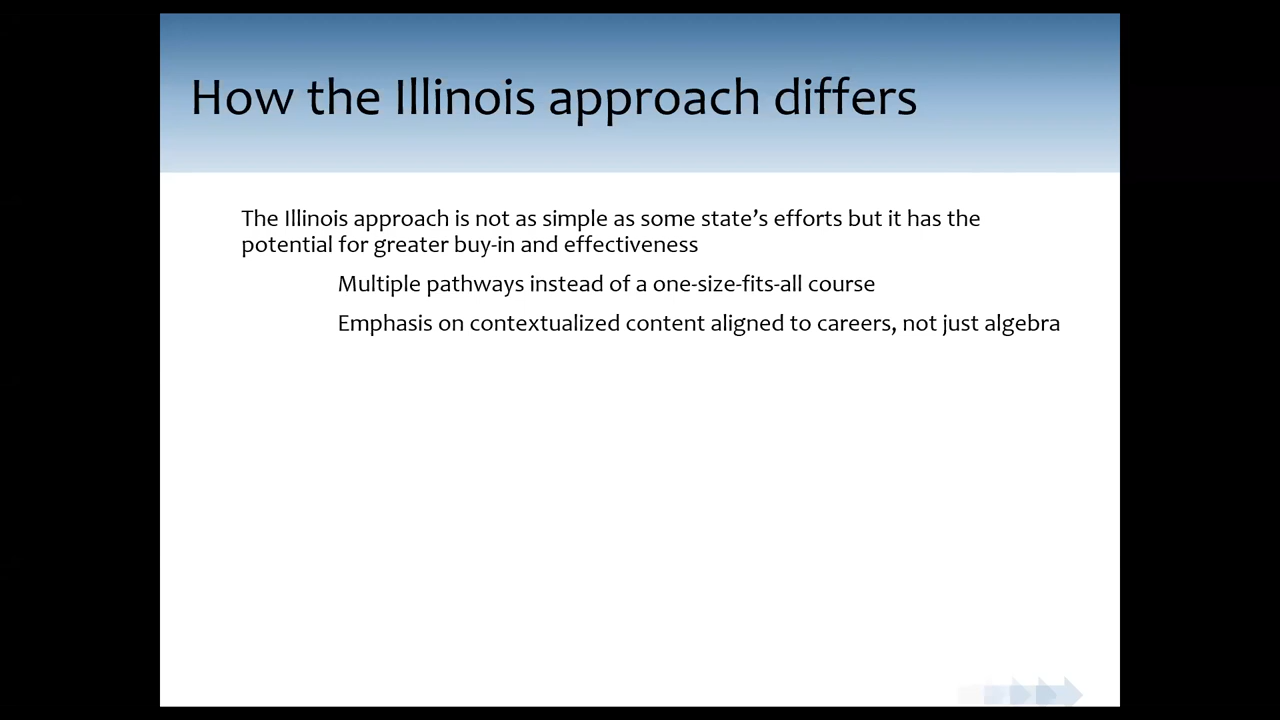 How the Illinois approach differs
The Illinois approach is not as simple as some state’s efforts but it has the
potential for greater buy-in and effectiveness
Multiple pathways instead of a one-size-fits-all course
Emphasis on contextualized content aligned to careers, not just algebra